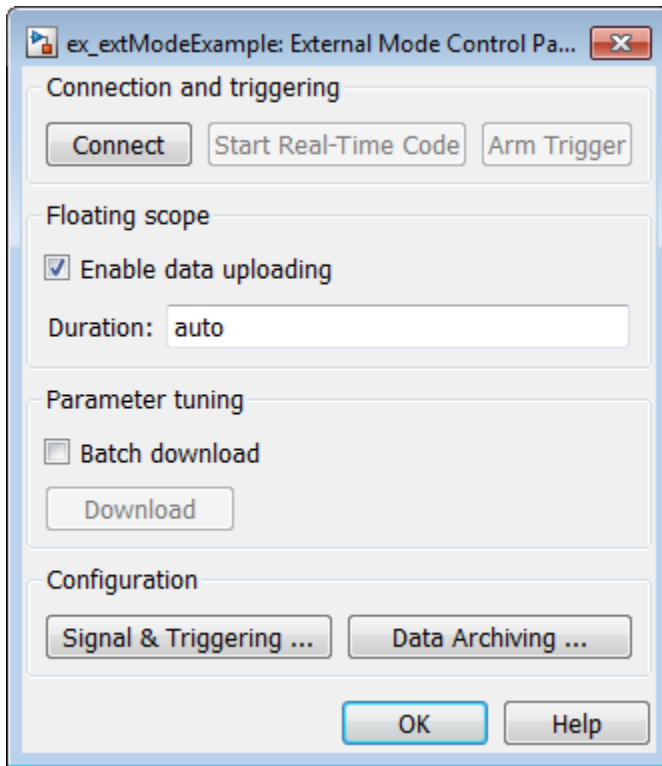 ex_extModeExample: External Mode Control Pa...
Connection and triggering
Connect Start Real-Time Code Arm Trigger
Floating scope
Enable data uploading
Duration: auto
Parameter tuning
Batch download
Download
Configuration
Signal & Triggering ... Data Archiving ...
OK Help